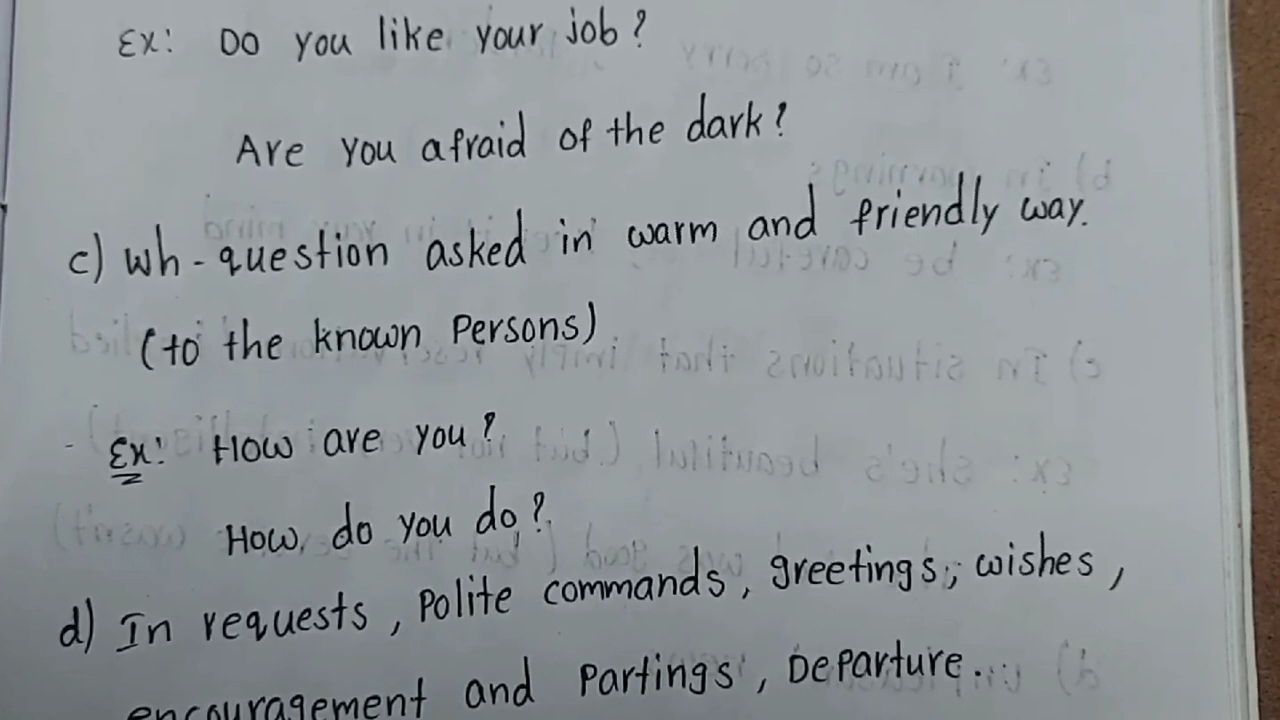 Ex: Do you like your job?
Are you afraid of the dark?
c) Wh-question asked in warm and friendly way.
(to the known persons)
- Ex: How are you?
How do you do?
d) In requests, polite commands, greetings, wishes,
encouragement and partings, Departure..